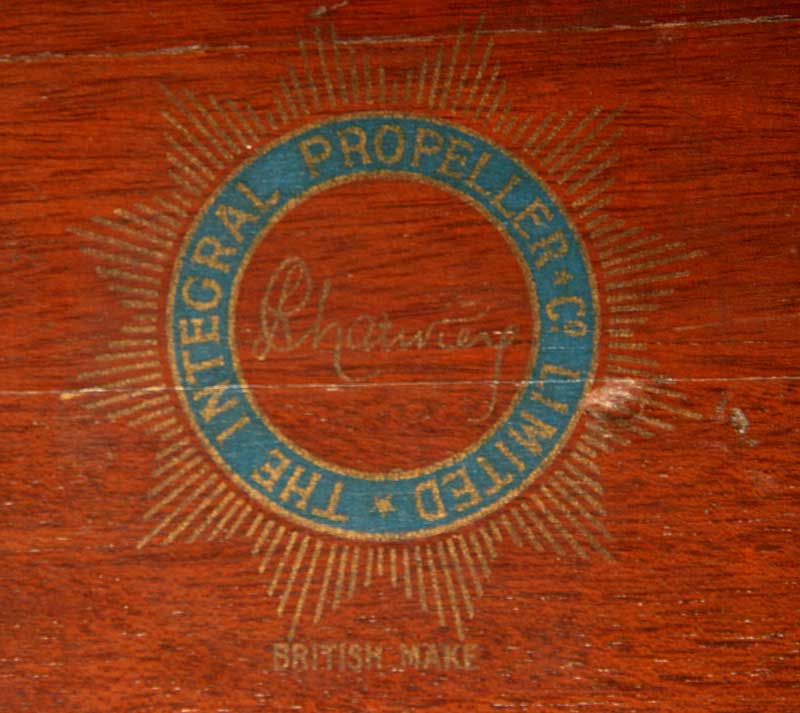 THE INTEGRAL PROPELLER Cº LIMITED
BRITISH MAKE